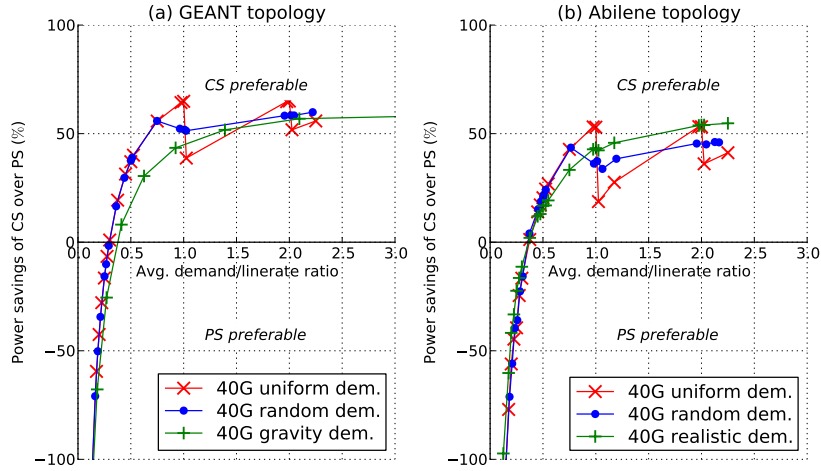 (a) GEANT topology
Power savings of CS over PS (%)
100
50
0
−50
−100
0.0 0.5 1.0 1.5 2.0 2.5 3.0
Avg. demand/linerate ratio
CS preferable
PS preferable
40G uniform dem.
40G random dem.
40G gravity dem.
(b) Abilene topology
Power savings of CS over PS (%)
100
50
0
−50
−100
0.0 0.5 1.0 1.5 2.0 2.5 3.0
Avg. demand/linerate ratio
CS preferable
PS preferable
40G uniform dem.
40G random dem.
40G realistic dem.